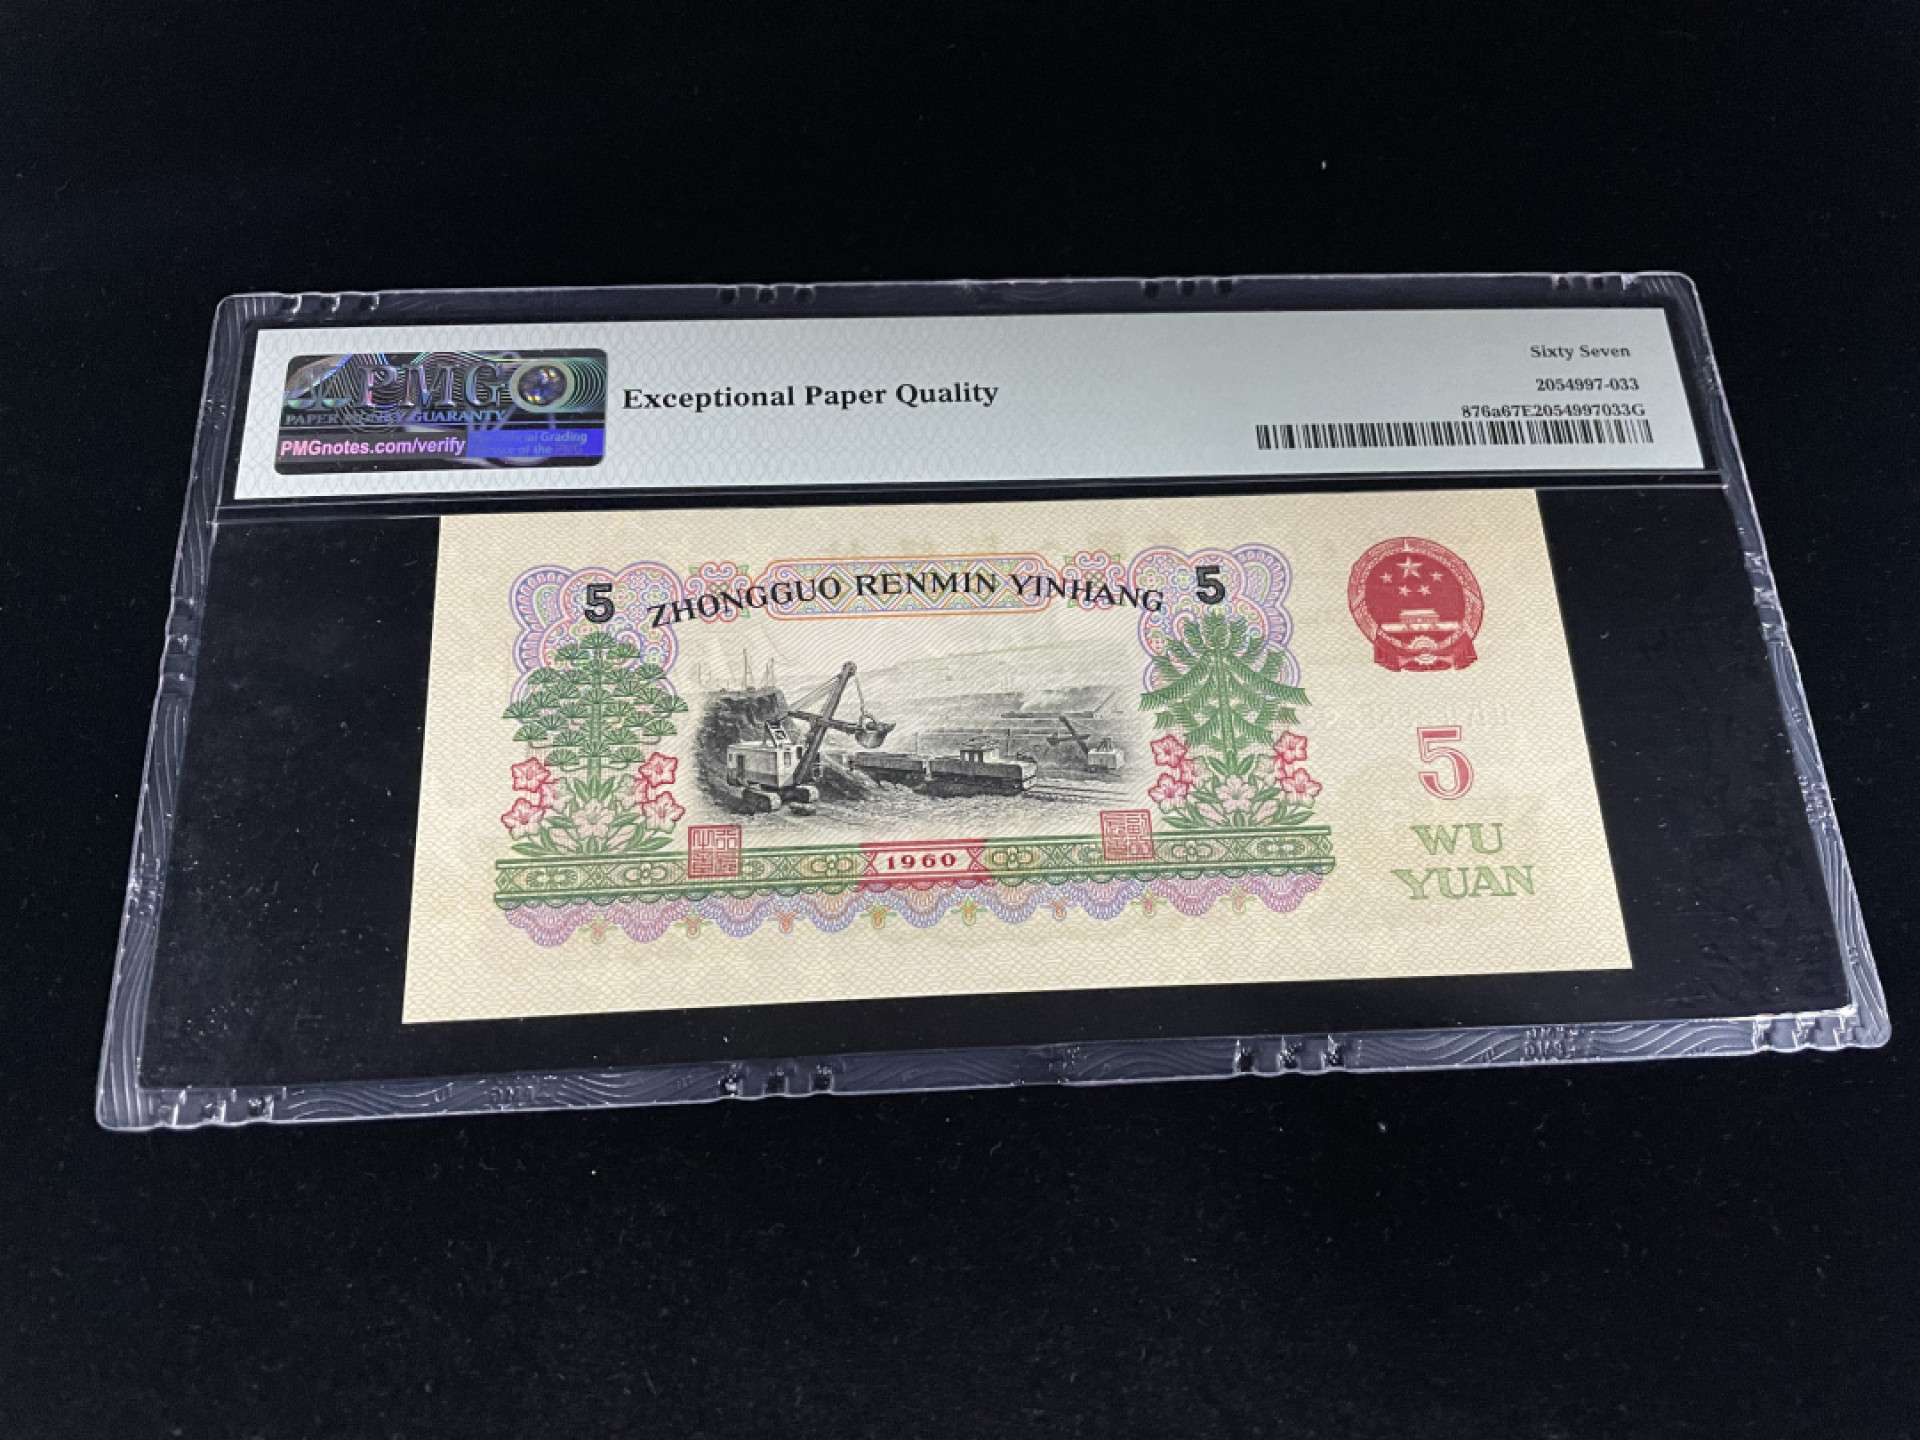 PMG
PAPER MONEY GUARANTY
PMGnotes.com/verify
Exceptional Paper Quality
Sixty Seven
2054997-033
876a67E2054997033G
5 ZHONGGUO RENMIN YINHANG 5
5
WU
YUAN
1960